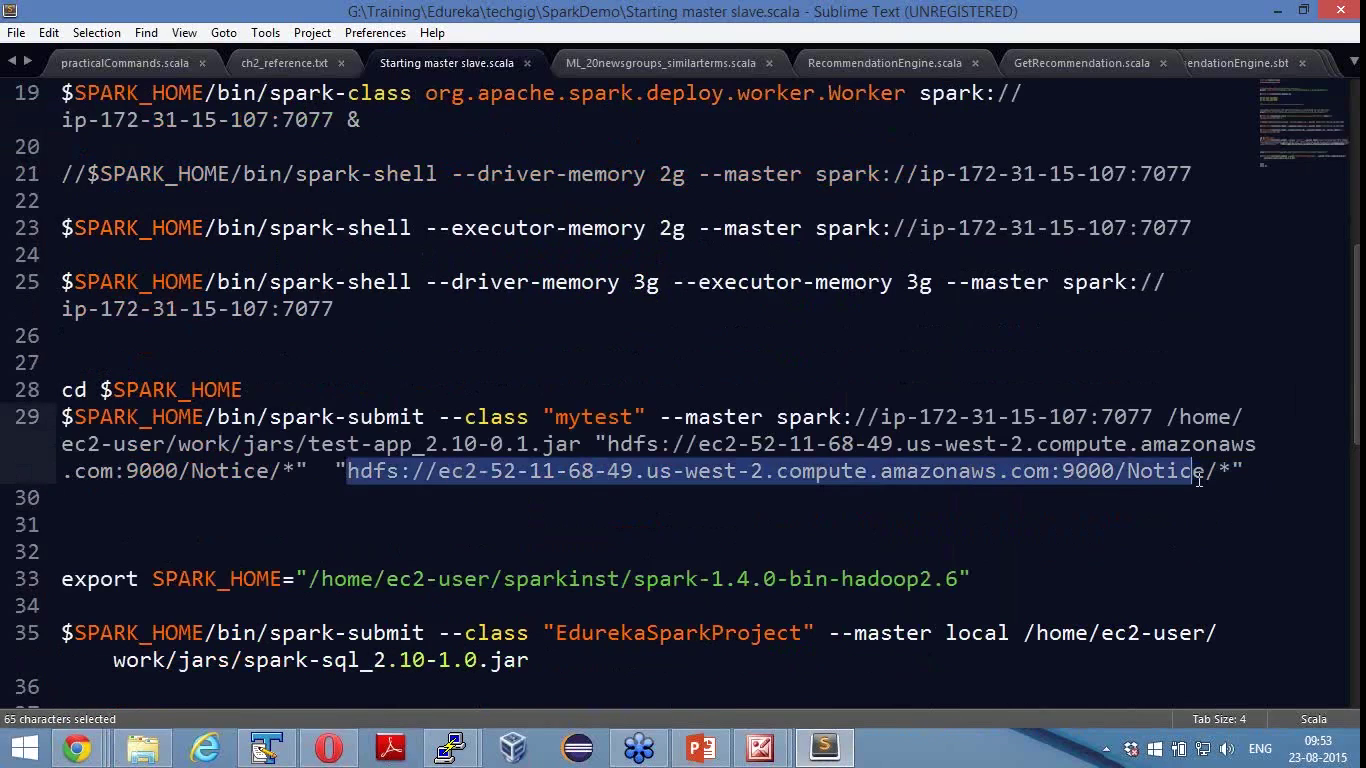 G:\Training\Edureka\techgig\SparkDemo\Starting master slave.scala - Sublime Text (UNREGISTERED)
File Edit Selection Find View Goto Tools Project Preferences Help
practicalCommands.scala × ch2_reference.txt × Starting master slave.scala × ML_20newsgroups_similarterms.scala × RecommendationEngine.scala × GetRecommendation.scala × endationEngine.sbt ×
19 $SPARK_HOME/bin/spark-class org.apache.spark.deploy.worker.Worker spark://
ip-172-31-15-107:7077 &
20
21 //$SPARK_HOME/bin/spark-shell --driver-memory 2g --master spark://ip-172-31-15-107:7077
22
23 $SPARK_HOME/bin/spark-shell --executor-memory 2g --master spark://ip-172-31-15-107:7077
24
25 $SPARK_HOME/bin/spark-shell --driver-memory 3g --executor-memory 3g --master spark://
ip-172-31-15-107:7077
26
27
28 cd $SPARK_HOME
29 $SPARK_HOME/bin/spark-submit --class "mytest" --master spark://ip-172-31-15-107:7077 /home/
ec2-user/work/jars/test-app_2.10-0.1.jar "hdfs://ec2-52-11-68-49.us-west-2.compute.amazonaws
.com:9000/Notice/*"  "hdfs://ec2-52-11-68-49.us-west-2.compute.amazonaws.com:9000/Notice/*"
30
31
32
33 export SPARK_HOME="/home/ec2-user/sparkinst/spark-1.4.0-bin-hadoop2.6"
34
35 $SPARK_HOME/bin/spark-submit --class "EdurekaSparkProject" --master local /home/ec2-user/
work/jars/spark-sql_2.10-1.0.jar
36
65 characters selected Tab Size: 4 Scala
ENG 09:53
23-08-2015